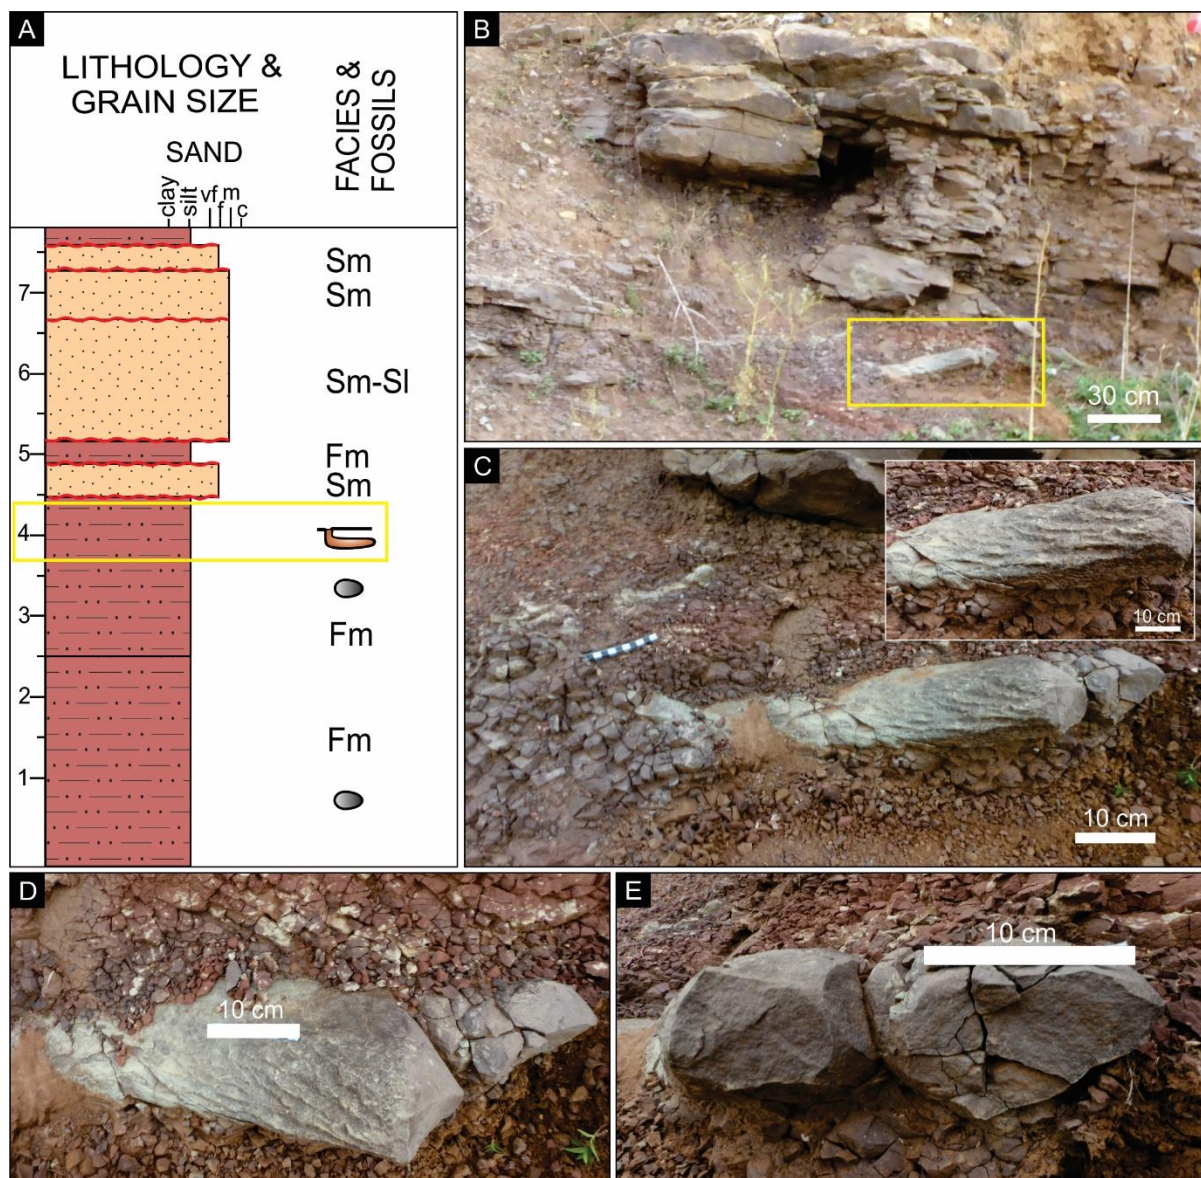 A
LITHOLOGY &
GRAIN SIZE
SAND
clay
silt
vf
f
m
c
FACIES &
FOSSILS
7
6
5
4
3
2
1
Sm
Sm
Sm-Sl
Fm
Sm
Fm
Fm
B
30 cm
C
10 cm
10 cm
D
10 cm
E
10 cm